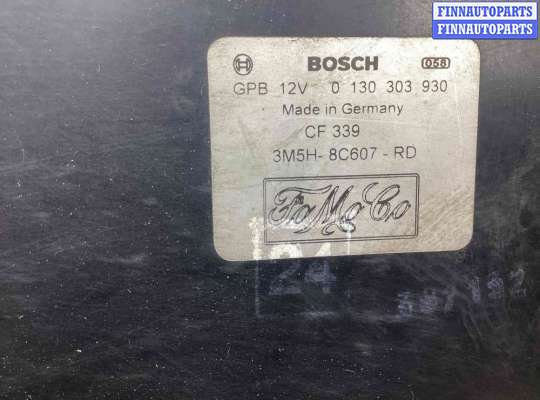 FINNAUTOPARTS
FINNAUTOPARTS
BOSCH 058
GPB 12V 0 130 303 930
Made in Germany
CF 339
3M5H- 8C607 - RD
FoMoCo
24